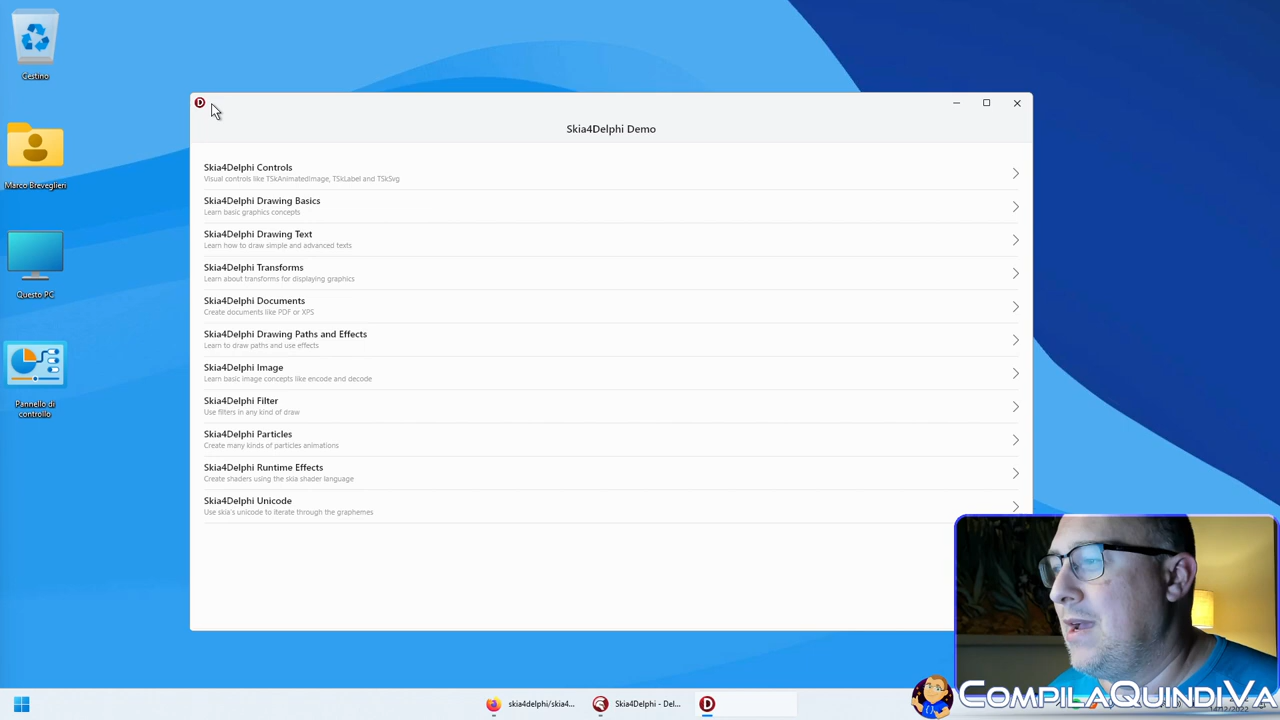 Cestino
Marco Breveglieri
Questo PC
Pannello di
controllo
Skia4Delphi Demo
Skia4Delphi Controls
Visual controls like TSkAnimatedImage, TSkLabel and TSkSvg
Skia4Delphi Drawing Basics
Learn basic graphics concepts
Skia4Delphi Drawing Text
Learn how to draw simple and advanced texts
Skia4Delphi Transforms
Learn about transforms for displaying graphics
Skia4Delphi Documents
Create documents like PDF or XPS
Skia4Delphi Drawing Paths and Effects
Learn to draw paths and use effects
Skia4Delphi Image
Learn basic image concepts like encode and decode
Skia4Delphi Filter
Use filters in any kind of draw
Skia4Delphi Particles
Create many kinds of particles animations
Skia4Delphi Runtime Effects
Create shaders using the skia shader language
Skia4Delphi Unicode
Use skia's unicode to iterate through the graphemes
skia4delphi/skia4...
Skia4Delphi - Del...
CompilaQuindiVa
14/12/2022